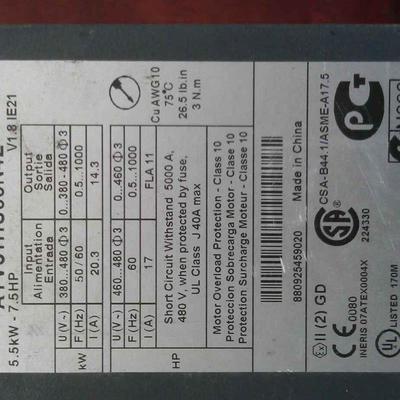 5.5kW - 7.5HP
V1.8 IE21
Input
Alimentation
Entrada
Output
Sortie
Salida
kW
U (V~) 380...480 Φ 3 0...380-480 Φ 3
F (Hz) 50 / 60 0.5...1000
I (A) 20.3 14.3
HP
U (V~) 460...480 Φ 3 0...460 Φ 3
F (Hz) 60 0.5...1000
I (A) 17 FLA 11
Short Circuit Withstand 5000 A,
480 V, when protected by fuse,
UL Class J 40A max
Motor Overload Protection - Class 10
Proteccion Sobrecarga Motor - Clase 10
Protection Surcharge Moteur - Classe 10
Cu AWG10
75°C
26.5 lb.in
3 N.m
880925459020 Made in China
Ex II (2) GD
CE 0080
INERIS 07ATEX0004X
CSA-B44.1/ASME-A17.5
SA
224330
UL
LISTED 170M